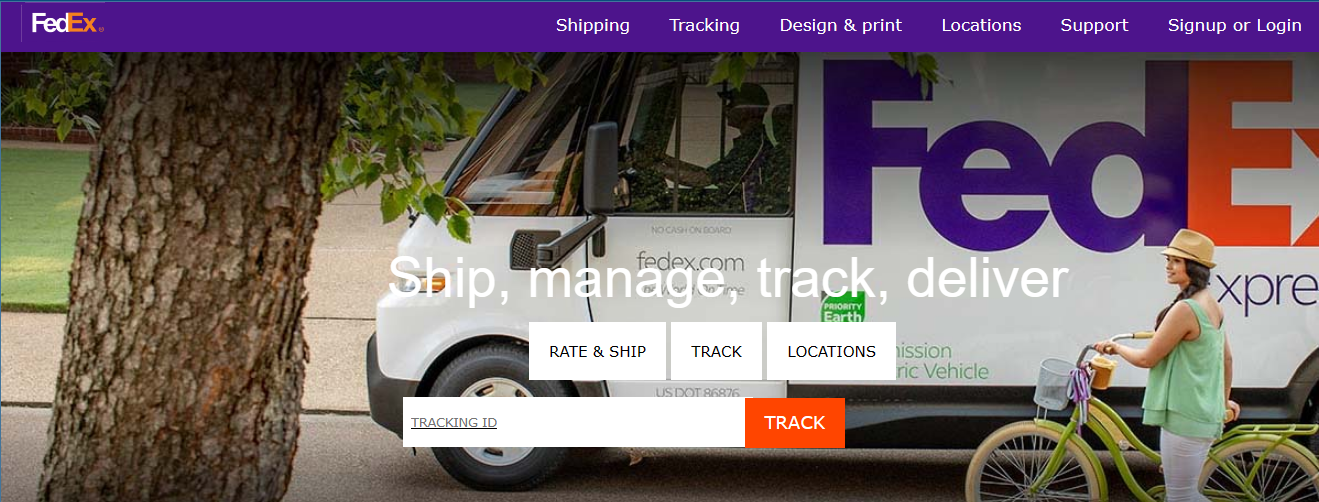 FedEx
Shipping Tracking Design & print Locations Support Signup or Login
FedEx
NO CASH ON BOARD
fedex.com
Ship, manage, track, deliver
PRIORITY
Earth
xpre
RATE & SHIP TRACK LOCATIONS
mission
ric Vehicle
US DOT 86876
TRACKING ID TRACK